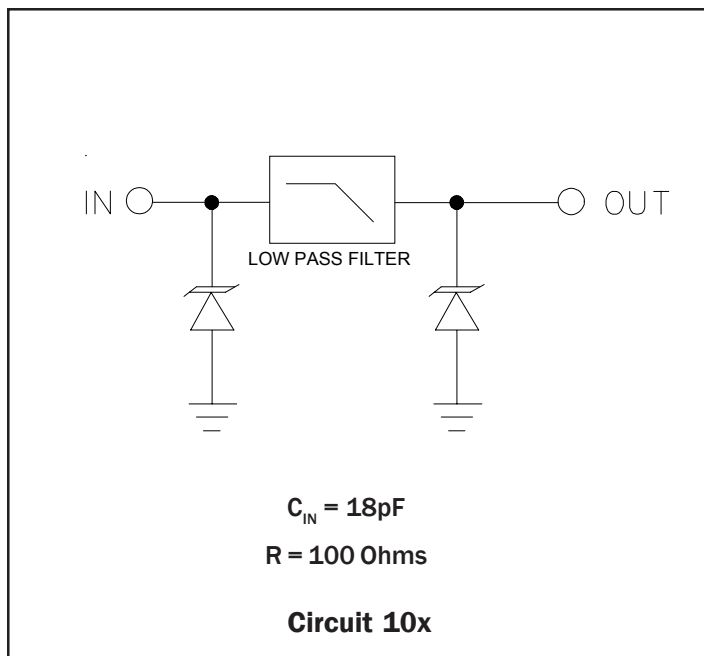 IN
OUT
LOW PASS FILTER
C_IN = 18pF
R = 100 Ohms
Circuit 10x